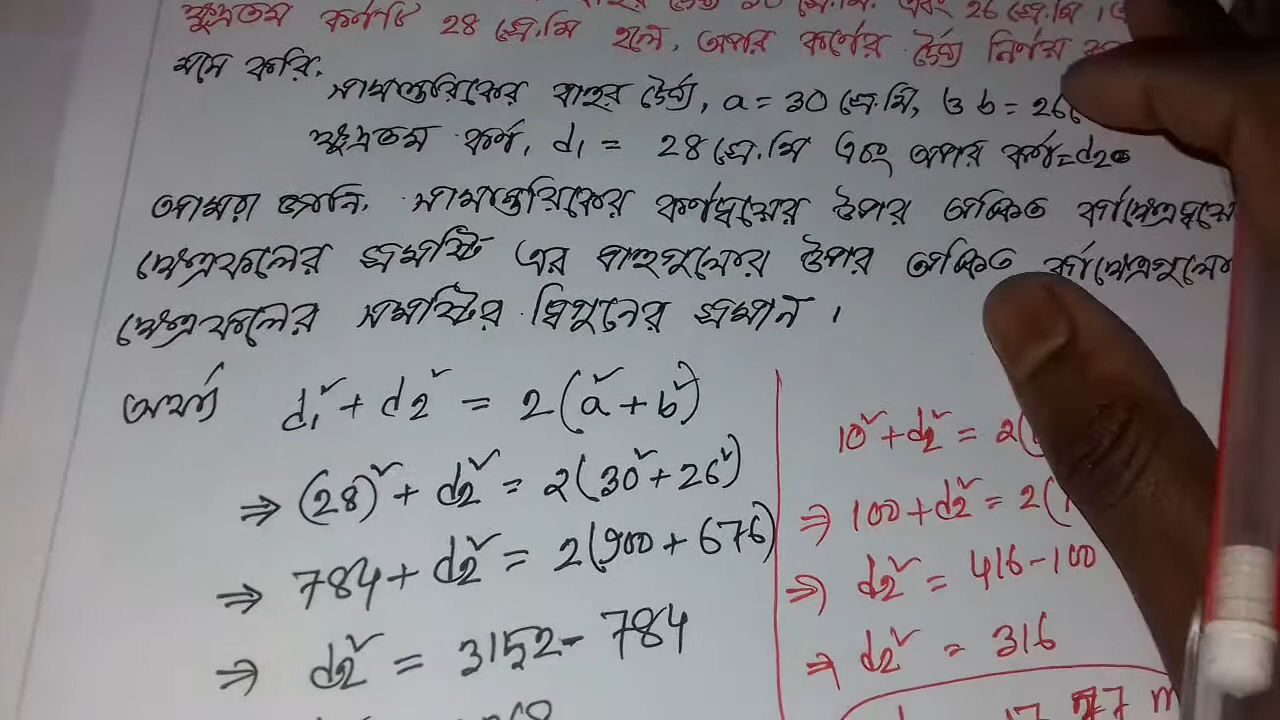 ক্ষুদ্রতম কর্ণটি 28 সে.মি হলে, অপর কর্ণের দৈর্ঘ্য নির্ণয়
মনে করি,
সামন্তরিকের বাহুর দৈর্ঘ্য, a = 30 সে.মি, ও b = 26
ক্ষুদ্রতম কর্ণ, d₁ = 28 সে.মি এবং অপর কর্ণ = d₂
আমরা জানি, সামান্তরিকের কর্ণদ্বয়ের উপর অঙ্কিত বর্গক্ষেত্রদ্বয়ে
ক্ষেত্রফলের সমষ্টি এর বাহুগুলোর উপর অঙ্কিত বর্গক্ষেত্রগুলোর
ক্ষেত্রফলের সমষ্টির দ্বিগুনের সমান ।
অর্থাৎ d₁² + d₂² = 2(a² + b²)
⇒ (28)² + d₂² = 2(30² + 26²)
⇒ 784 + d₂² = 2(900 + 676)
⇒ d₂² = 3152 - 784
10² + d₂² = 2(
⇒ 100 + d₂² = 2(
⇒ d₂² = 416 - 100
⇒ d₂² = 316